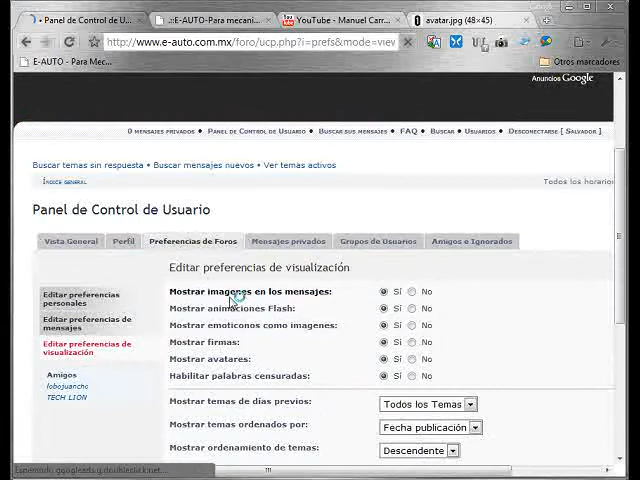 Panel de Control de U...
.::E-AUTO-Para mecani...
YouTube - Manuel Carr...
avatar.jpg (48×45)
http://www.e-auto.com.mx/foro/ucp.php?i=prefs&mode=view
E-AUTO - Para Mec...
Otros marcadores
Anuncios Google
0 mensajes privados • Panel de Control de Usuario • Buscar sus mensajes • FAQ • Buscar • Usuarios • Desconectarse [ Salvador ]
Buscar temas sin respuesta • Buscar mensajes nuevos • Ver temas activos
Índice general
Todos los horario
Panel de Control de Usuario
Vista General
Perfil
Preferencias de Foros
Mensajes privados
Grupos de Usuarios
Amigos e Ignorados
Editar preferencias de visualización
Editar preferencias personales
Editar preferencias de mensajes
Editar preferencias de visualización
Amigos
lobojuancho
TECH LION
Mostrar imagenes en los mensajes: Sí No
Mostrar animaciones Flash: Sí No
Mostrar emoticonos como imagenes: Sí No
Mostrar firmas: Sí No
Mostrar avatares: Sí No
Habilitar palabras censuradas: Sí No
Mostrar temas de días previos: Todos los Temas
Mostrar temas ordenados por: Fecha publicación
Mostrar ordenamiento de temas: Descendente
Esperando googleads.g.doubleclick.net...